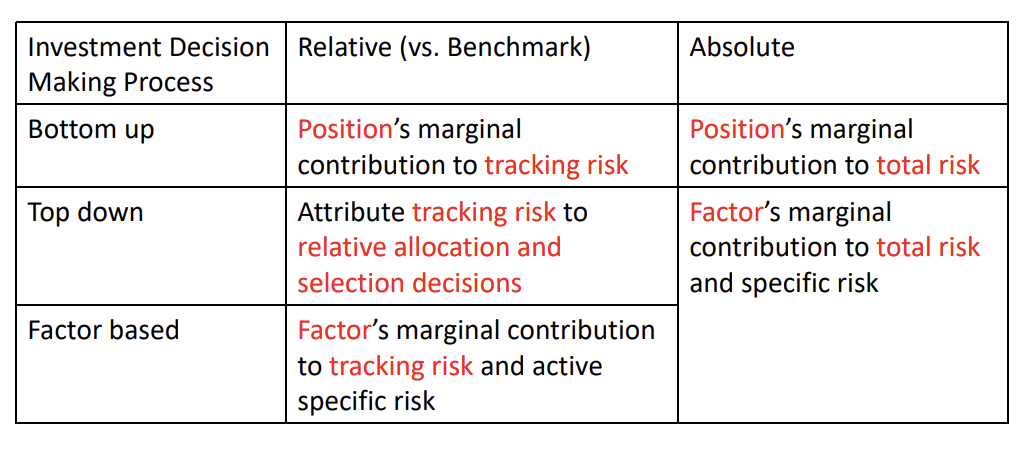 Investment Decision
Making Process
Relative (vs. Benchmark)
Absolute
Bottom up
Position’s marginal
contribution to tracking risk
Position’s marginal
contribution to total risk
Top down
Attribute tracking risk to
relative allocation and
selection decisions
Factor’s marginal
contribution to total risk
and specific risk
Factor based
Factor’s marginal contribution
to tracking risk and active
specific risk